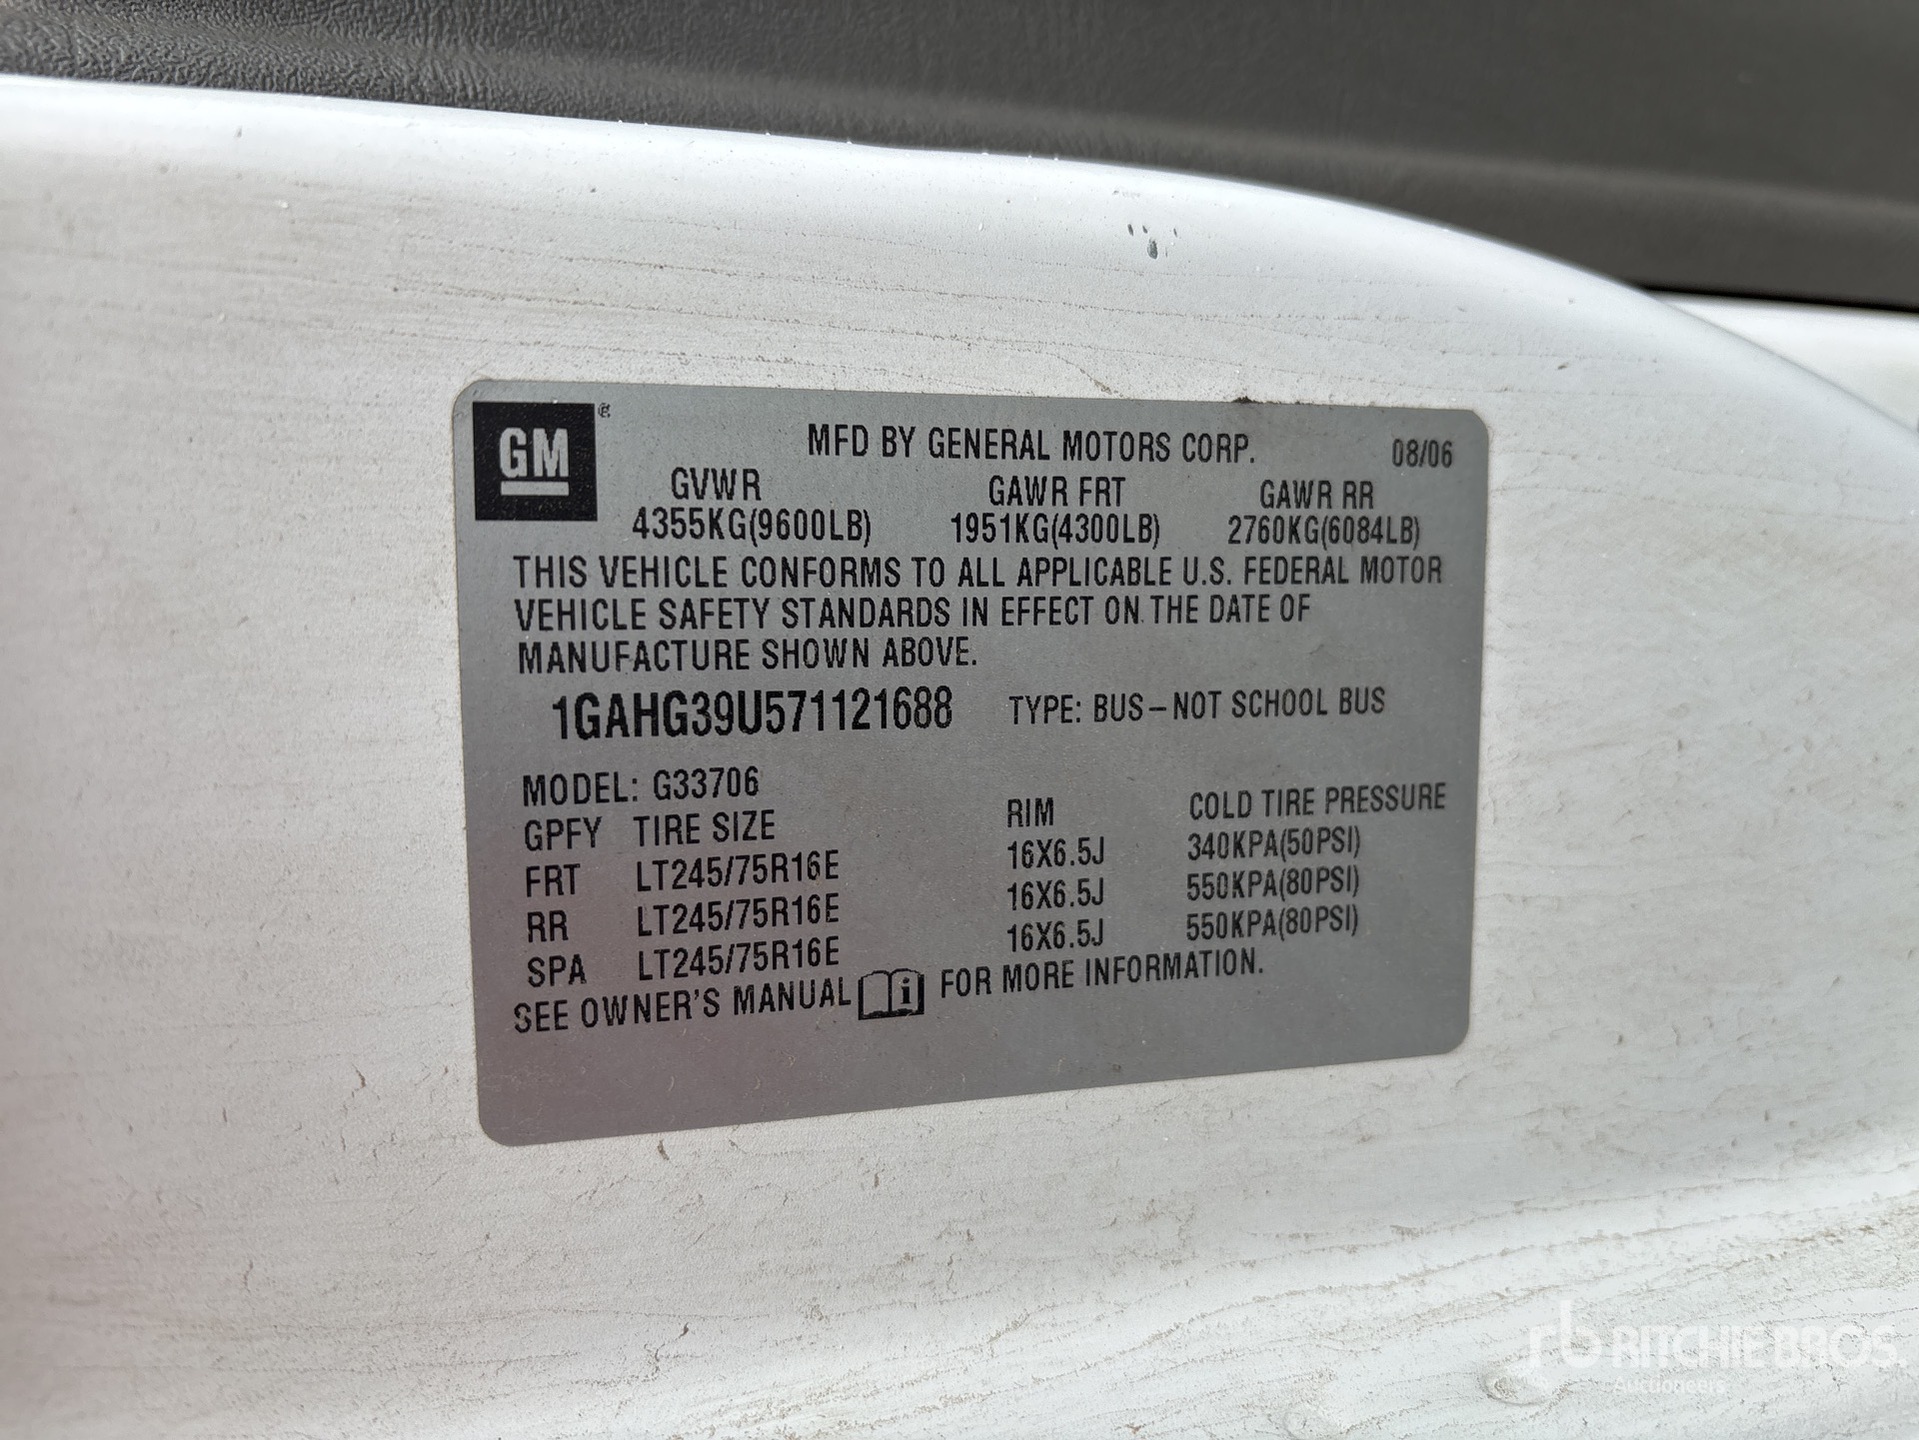 GM
MFD BY GENERAL MOTORS CORP. 08/06
GVWR GAWR FRT GAWR RR
4355KG(9600LB) 1951KG(4300LB) 2760KG(6084LB)
THIS VEHICLE CONFORMS TO ALL APPLICABLE U.S. FEDERAL MOTOR
VEHICLE SAFETY STANDARDS IN EFFECT ON THE DATE OF
MANUFACTURE SHOWN ABOVE.
1GAHG39U571121688 TYPE: BUS-NOT SCHOOL BUS
MODEL: G33706
GPFY TIRE SIZE RIM COLD TIRE PRESSURE
FRT LT245/75R16E 16X6.5J 340KPA(50PSI)
RR LT245/75R16E 16X6.5J 550KPA(80PSI)
SPA LT245/75R16E 16X6.5J 550KPA(80PSI)
SEE OWNER'S MANUAL FOR MORE INFORMATION.
rb RITCHIE BROS.
Auctioneers